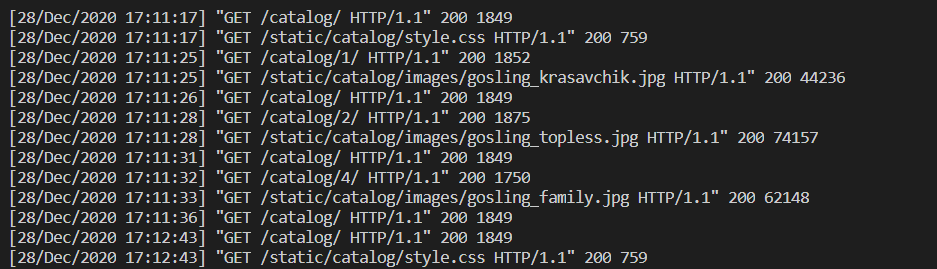 [28/Dec/2020 17:11:17] "GET /catalog/ HTTP/1.1" 200 1849
[28/Dec/2020 17:11:17] "GET /static/catalog/style.css HTTP/1.1" 200 759
[28/Dec/2020 17:11:25] "GET /catalog/1/ HTTP/1.1" 200 1852
[28/Dec/2020 17:11:25] "GET /static/catalog/images/gosling_krasavchik.jpg HTTP/1.1" 200 44236
[28/Dec/2020 17:11:26] "GET /catalog/ HTTP/1.1" 200 1849
[28/Dec/2020 17:11:28] "GET /catalog/2/ HTTP/1.1" 200 1875
[28/Dec/2020 17:11:28] "GET /static/catalog/images/gosling_topless.jpg HTTP/1.1" 200 74157
[28/Dec/2020 17:11:31] "GET /catalog/ HTTP/1.1" 200 1849
[28/Dec/2020 17:11:32] "GET /catalog/4/ HTTP/1.1" 200 1750
[28/Dec/2020 17:11:33] "GET /static/catalog/images/gosling_family.jpg HTTP/1.1" 200 62148
[28/Dec/2020 17:11:36] "GET /catalog/ HTTP/1.1" 200 1849
[28/Dec/2020 17:12:43] "GET /catalog/ HTTP/1.1" 200 1849
[28/Dec/2020 17:12:43] "GET /static/catalog/style.css HTTP/1.1" 200 759